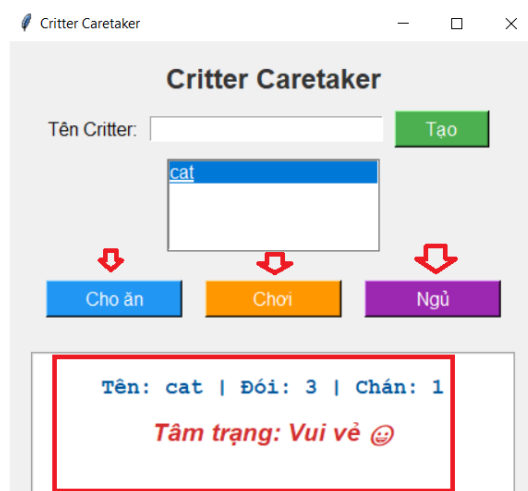 Critter Caretaker
Critter Caretaker
Tên Critter:
Tạo
cat
Cho ăn
Chơi
Ngủ
Tên: cat | Đói: 3 | Chán: 1
Tâm trạng: Vui vẻ 😀